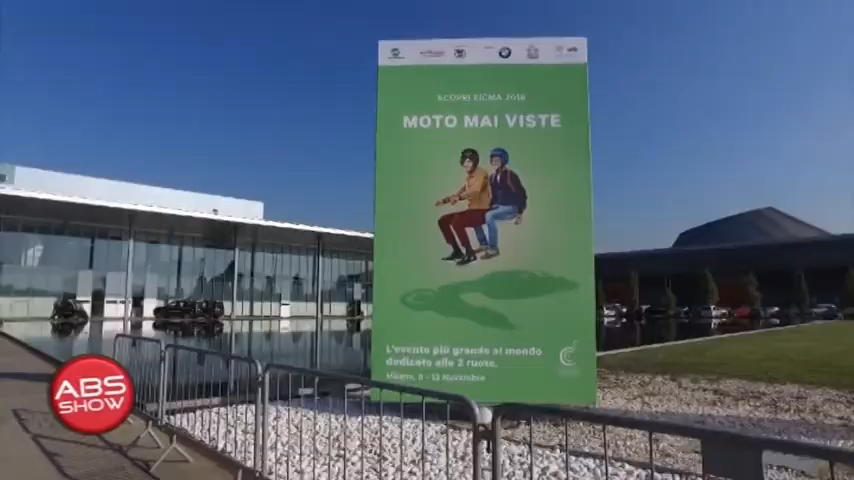 SCOPRI EICMA 2018
MOTO MAI VISTE
L'evento più grande al mondo
dedicato alle 2 ruote.
Milano, 8 - 11 Novembre
ABS
SHOW